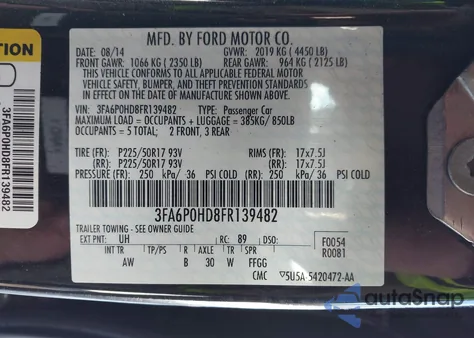 MFD. BY FORD MOTOR CO.
DATE: 08/14 GVWR: 2019 KG ( 4450 LB)
FRONT GAWR: 1066 KG ( 2350 LB) REAR GAWR: 964 KG ( 2125 LB)
THIS VEHICLE CONFORMS TO ALL APPLICABLE FEDERAL MOTOR
VEHICLE SAFETY, BUMPER, AND THEFT PREVENTION STANDARDS
IN EFFECT ON THE DATE OF MANUFACTURE SHOWN ABOVE.
VEHICLE: 3FA6P0HD8FR139482 TYPE: Passenger Car
MAXIMUM LOAD = OCCUPANTS + LUGGAGE = 385KG/ 850LB
OCCUPANTS = 5 TOTAL; 2 FRONT, 3 REAR
TIRE (FR): P225/50R17 93V RIMS (FR): 17x7.5J
(RR): P225/50R17 93V (RR): 17x7.5J
PRESSURE (FR): 250 kPa/ 36 PSI COLD (RR): 250 kPa/ 36 PSI COLD
3FA6P0HD8FR139482
TRAILER TOWING - SEE OWNER GUIDE
EXT PNT: UH RC: 89 DSO: F0054
R0081
INT TR TP/PS R AXLE TR SPR
AW B 30 W FFGG
CMC 5U5A-5420472-AA
TION
3FA6P0HD8FR139482
autoSnap